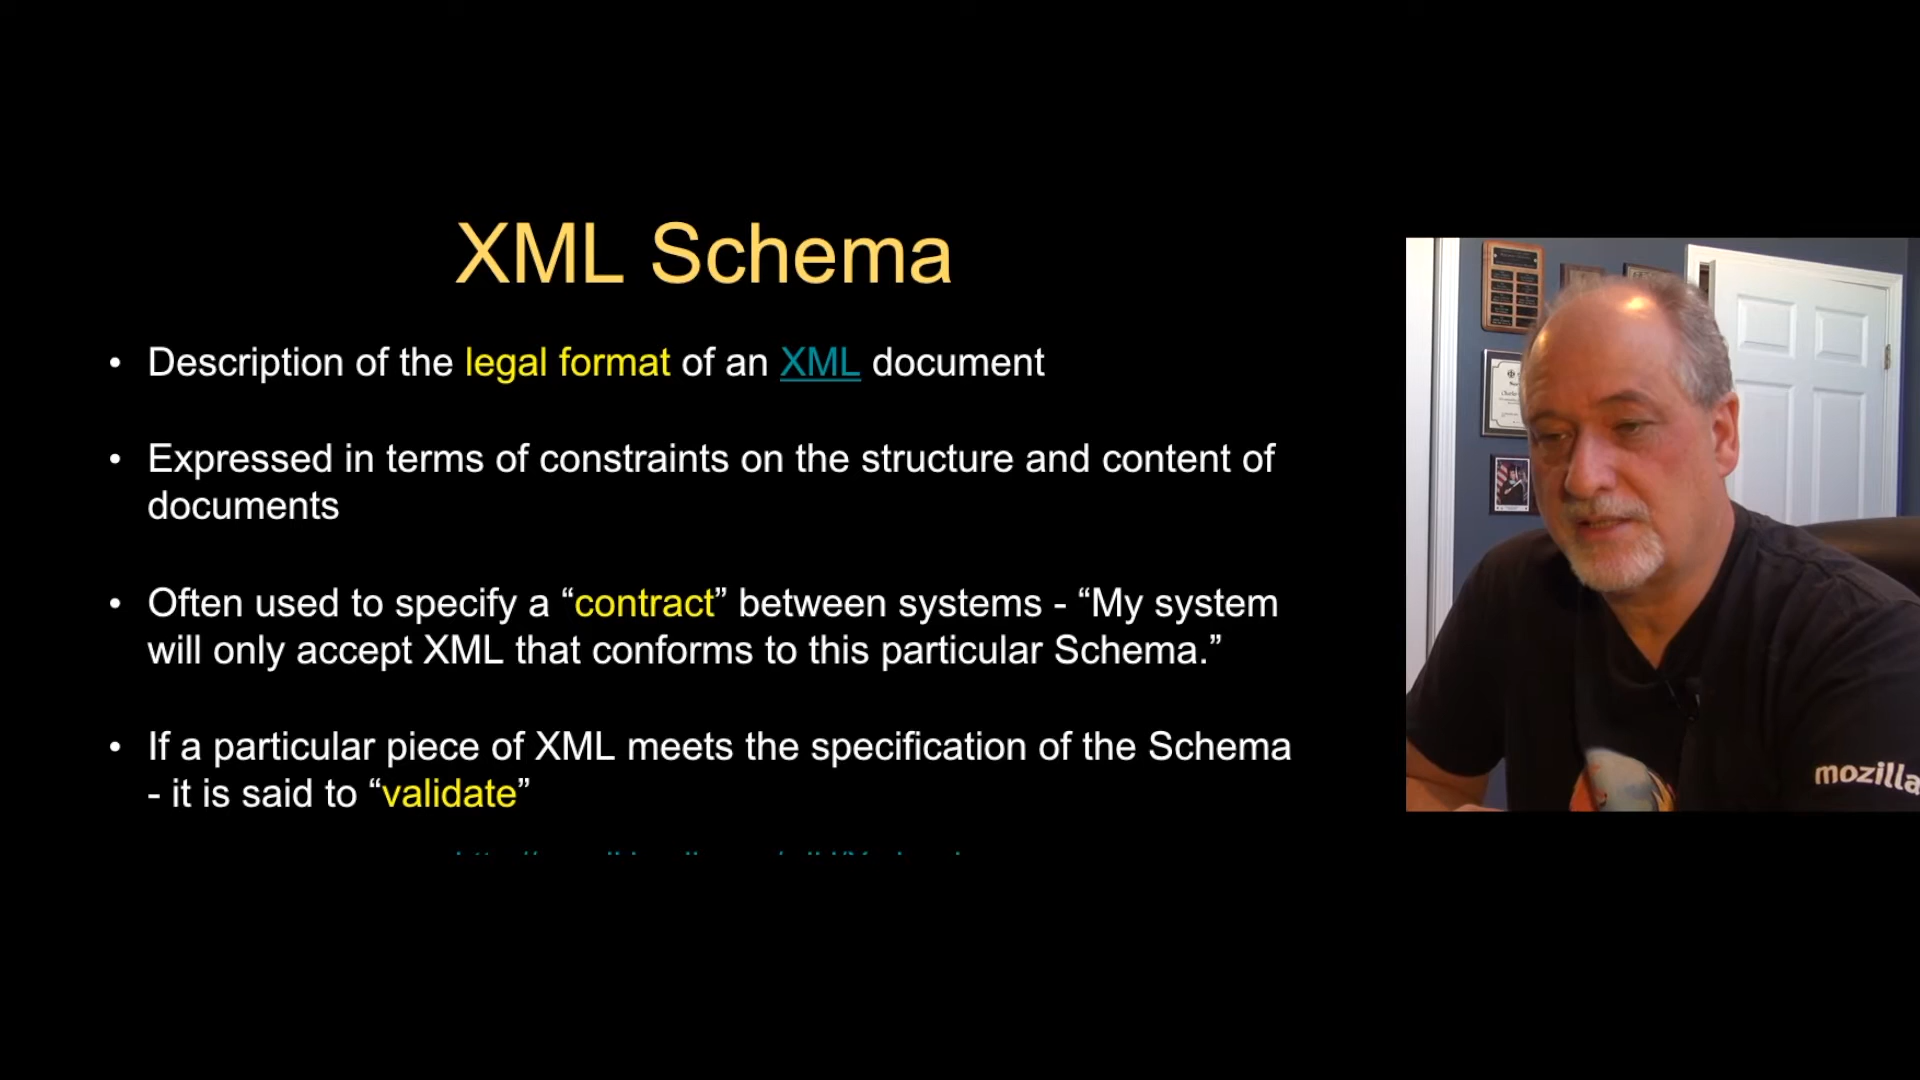 XML Schema
• Description of the legal format of an XML document
• Expressed in terms of constraints on the structure and content of
documents
• Often used to specify a “contract” between systems - “My system
will only accept XML that conforms to this particular Schema.”
• If a particular piece of XML meets the specification of the Schema
- it is said to “validate”
mozilla